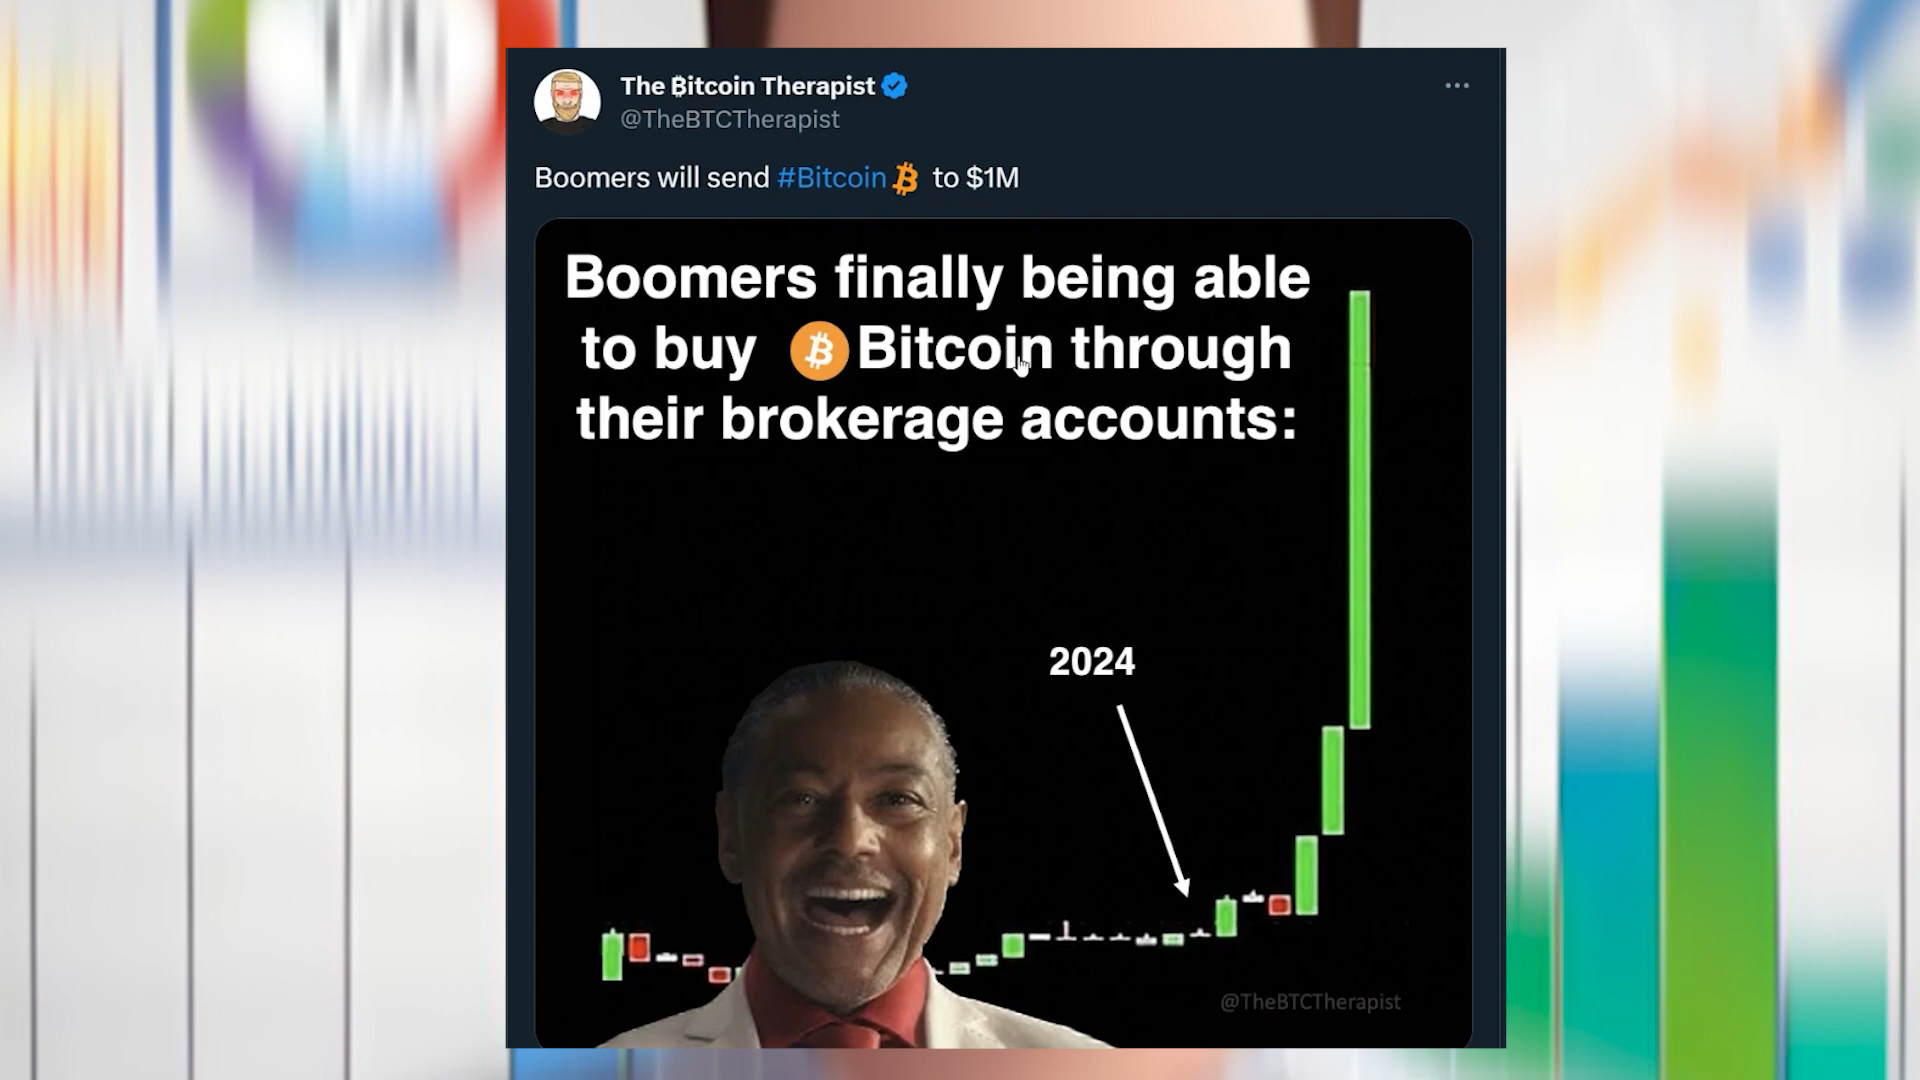 The ₿itcoin Therapist
@TheBTCTherapist
Boomers will send #Bitcoin to $1M
Boomers finally being able
to buy Bitcoin through
their brokerage accounts:
2024
@TheBTCTherapist